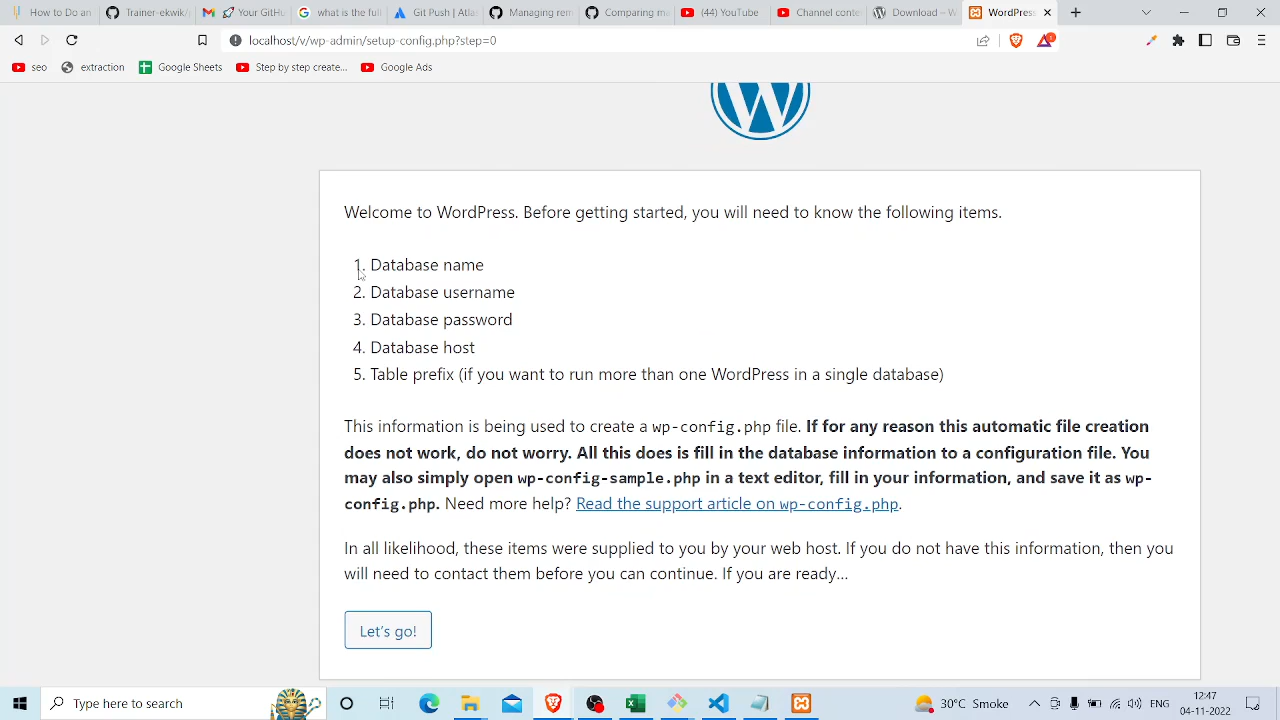 How to Dean
Trainer-ekwik/
Your GitHu
what is the full
Git Push | Atlas
Managing rem
Comparing ma
(44) YouTube
Channel conte
Download – W
WordPress
localhost/v/wp-admin/setup-config.php?step=0
seo
extraction
Google Sheets
Step by step create...
Google Ads
Welcome to WordPress. Before getting started, you will need to know the following items.
1. Database name
2. Database username
3. Database password
4. Database host
5. Table prefix (if you want to run more than one WordPress in a single database)
This information is being used to create a wp-config.php file. If for any reason this automatic file creation
does not work, do not worry. All this does is fill in the database information to a configuration file. You
may also simply open wp-config-sample.php in a text editor, fill in your information, and save it as wp-
config.php. Need more help? Read the support article on wp-config.php.
In all likelihood, these items were supplied to you by your web host. If you do not have this information, then you
will need to contact them before you can continue. If you are ready...
Let's go!
Type here to search
30°C Smoke
ENG
12:47
04-11-2022